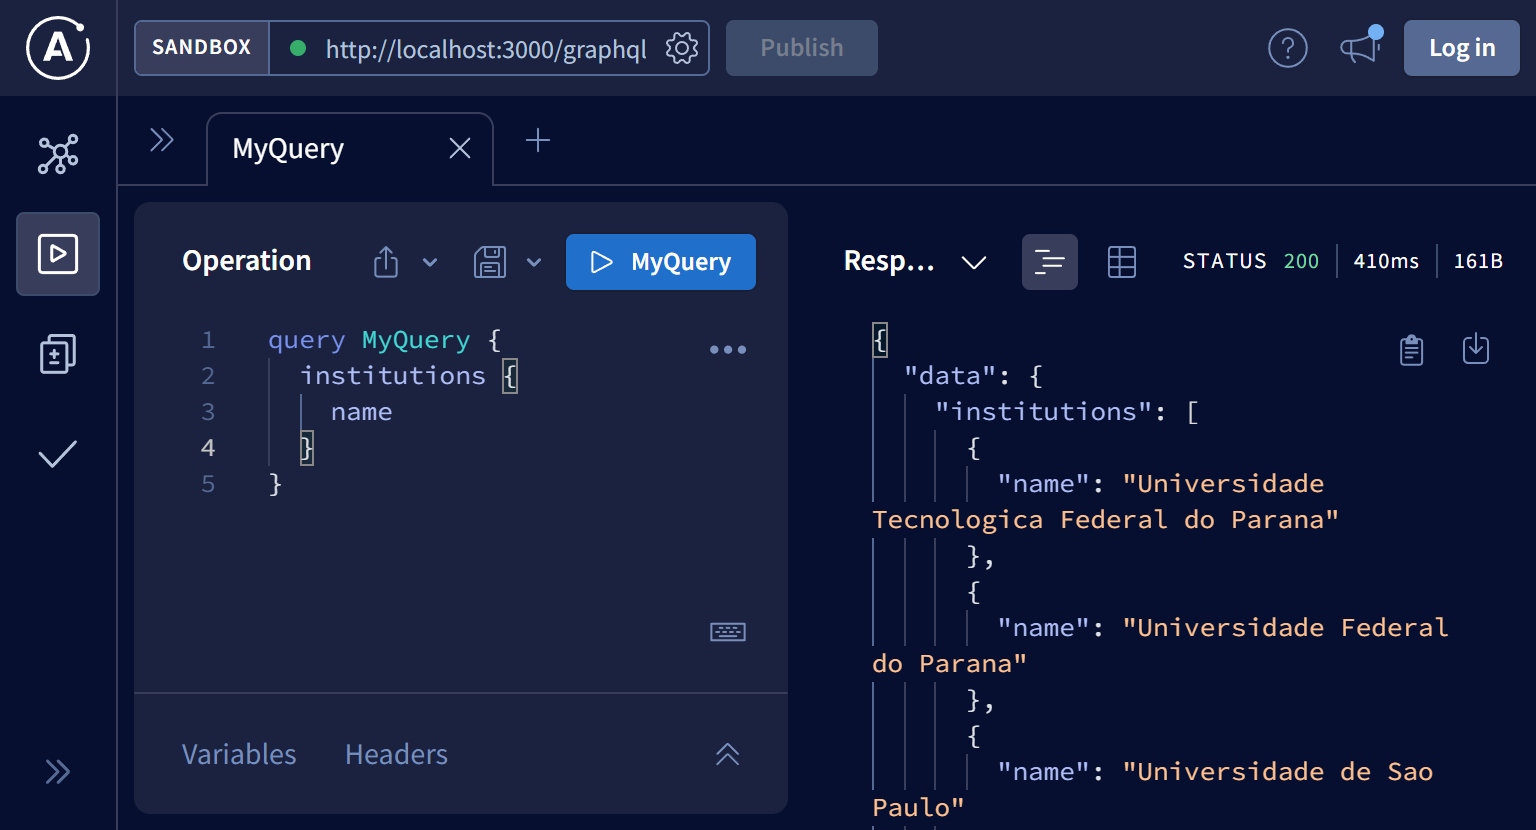 A
SANDBOX
http://localhost:3000/graphql
Publish
?
Log in
MyQuery
Operation
MyQuery
1 query MyQuery {
2 institutions {
3 name
4 }
5 }
Variables
Headers
Resp...
STATUS 200
410ms
161B
{
"data": {
"institutions": [
{
"name": "Universidade
Tecnologica Federal do Parana"
},
{
"name": "Universidade Federal
do Parana"
},
{
"name": "Universidade de Sao
Paulo"